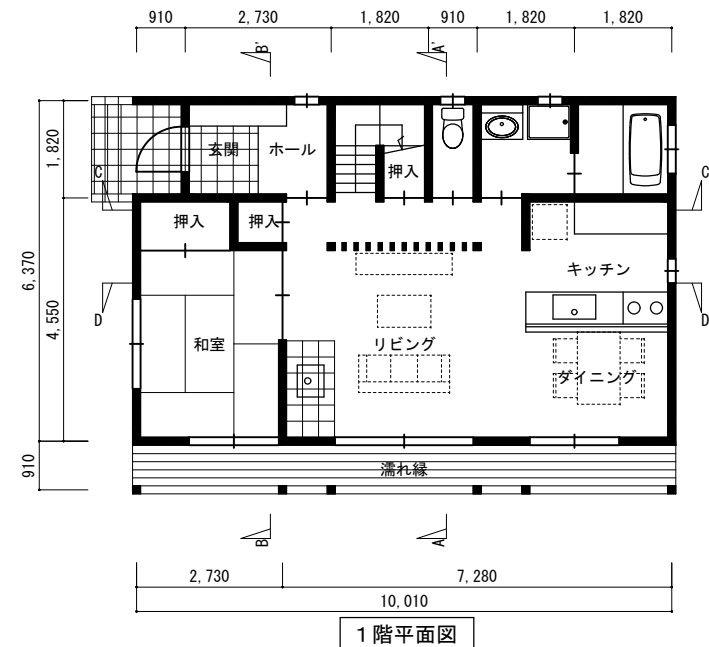 910 2,730 1,820 910 1,820 1,820
B' A'
玄関 ホール
押入
1,820
C C
押入 押入
キッチン
6,370
4,550
D D
和室 リビング
ダイニング
910
濡れ縁
B A
2,730 7,280
10,010
1階平面図